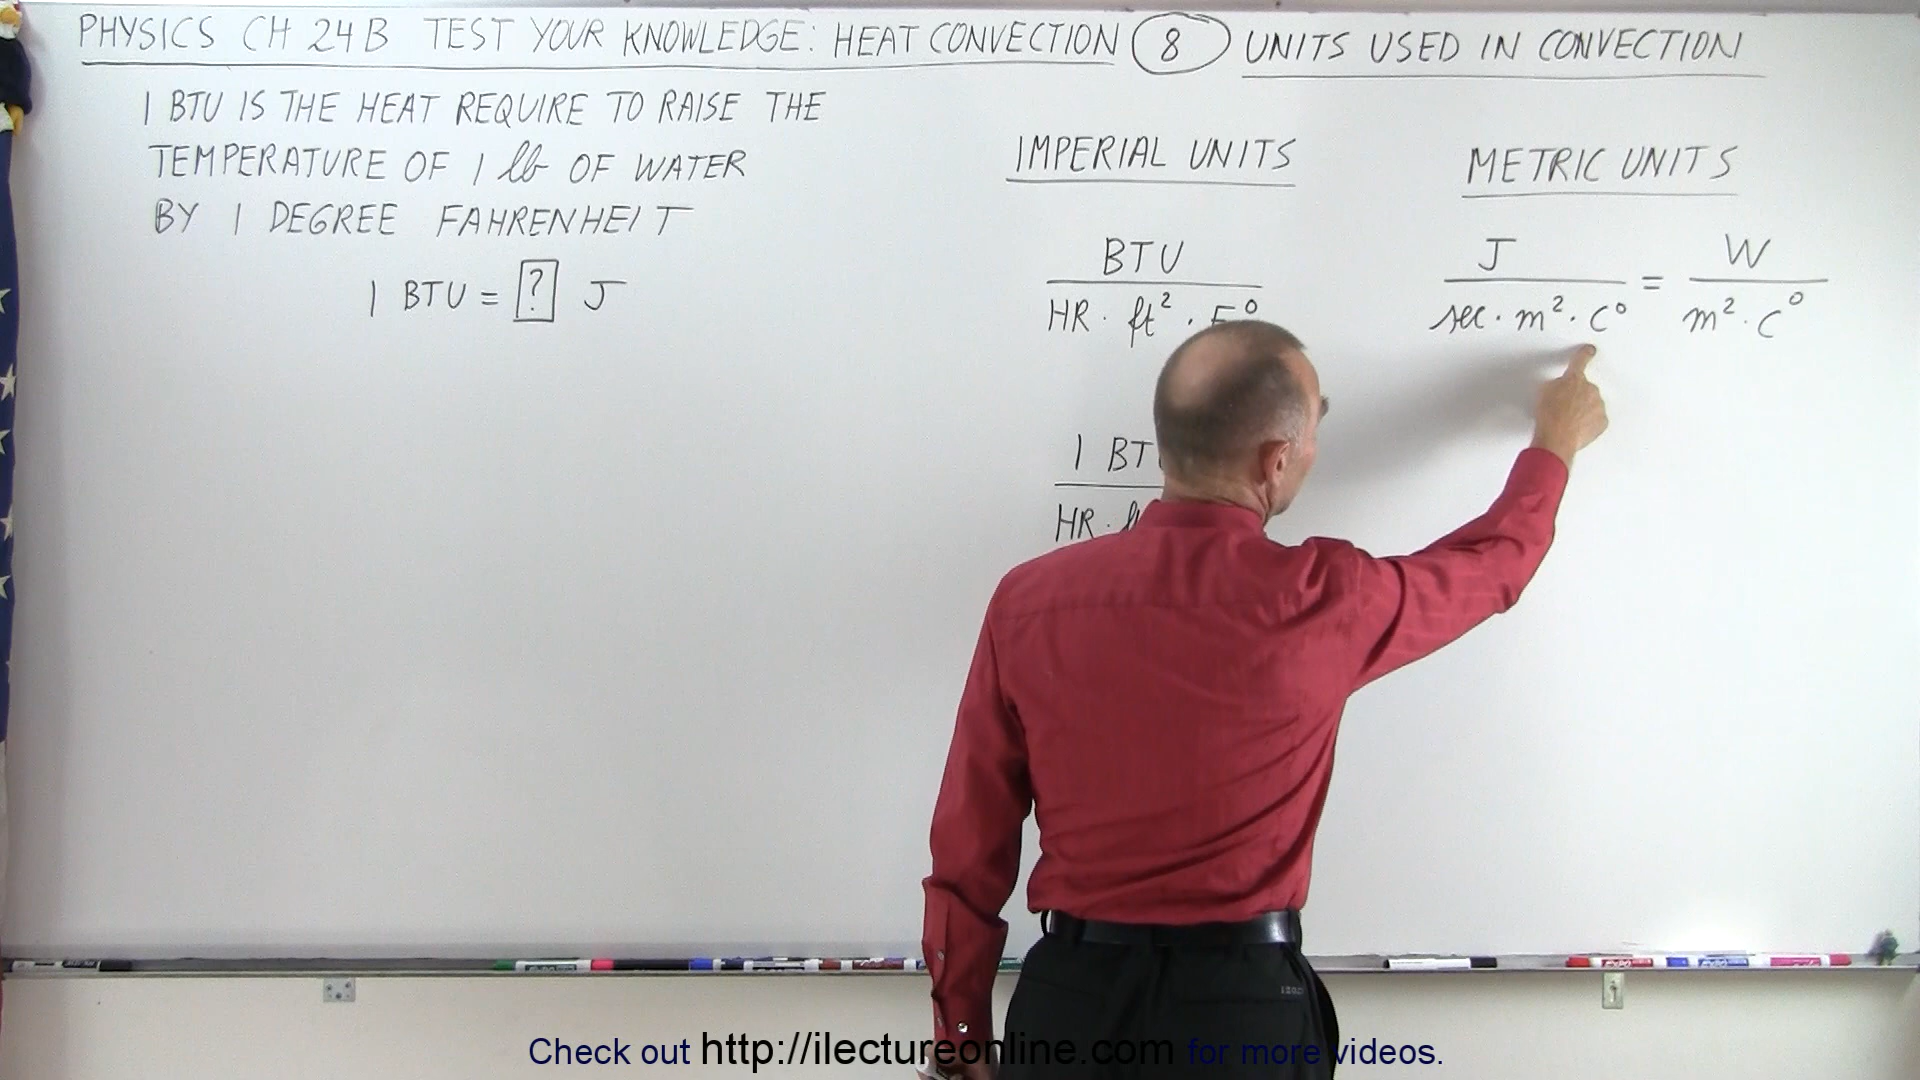 PHYSICS CH 24B TEST YOUR KNOWLEDGE: HEAT CONVECTION 8 UNITS USED IN CONVECTION
1 BTU IS THE HEAT REQUIRE TO RAISE THE
TEMPERATURE OF 1 lb OF WATER
BY 1 DEGREE FAHRENHEIT
1 BTU = ? J
IMPERIAL UNITS
BTU
HR · ft² · F°
1 BTU
HR ·
METRIC UNITS
J = W
sec · m² · C° m² · C°
Check out http://ilectureonline.com for more videos.